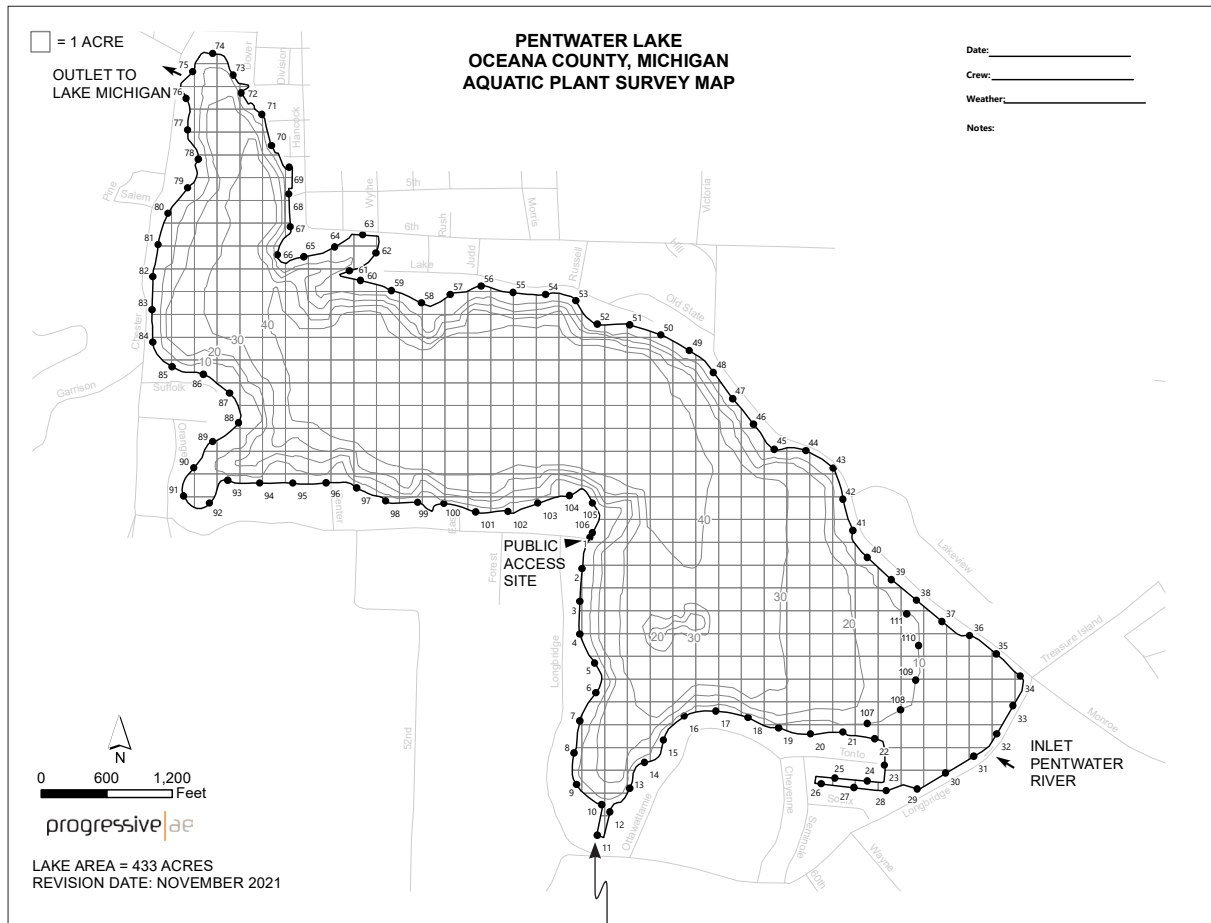 = 1 ACRE
OUTLET TO
LAKE MICHIGAN
PENTWATER LAKE
OCEANA COUNTY, MICHIGAN
AQUATIC PLANT SURVEY MAP
Date:
Crew:
Weather:
Notes:
Dover
Division
Hancock
Pine
Salem
Wythe
5th
6th
Rush
Judd
Lake
Morris
Russell
Victoria
Hill
Old State
Chester
Garrison
Suffolk
Orange
Center
East
Forest
Longbridge
52nd
Lakeview
Treasure Island
Monroe
Tonto
Cheyenne
Sioux
Seminole
Longbridge
Wayne
60th
Ottawattamie
74
75
73
76
72
71
77
70
78
69
79
68
80
67
63
64
62
81
66
65
61
82
60
59
58
57
56
55
54
53
83
52
51
50
84
49
85
86
48
87
47
88
46
89
45
44
90
43
91
92
93
94
95
96
97
98
99
100
101
102
103
104
105
106
42
41
40
39
38
37
36
35
34
33
32
31
30
29
28
27
26
25
24
23
22
21
20
19
18
17
16
15
14
13
12
11
10
9
8
7
6
5
4
3
2
1
111
110
109
108
107
40
30
20
10
40
30
20
10
20
30
PUBLIC
ACCESS
SITE
INLET
PENTWATER
RIVER
N
0 600 1,200
Feet
progressive ae
LAKE AREA = 433 ACRES
REVISION DATE: NOVEMBER 2021